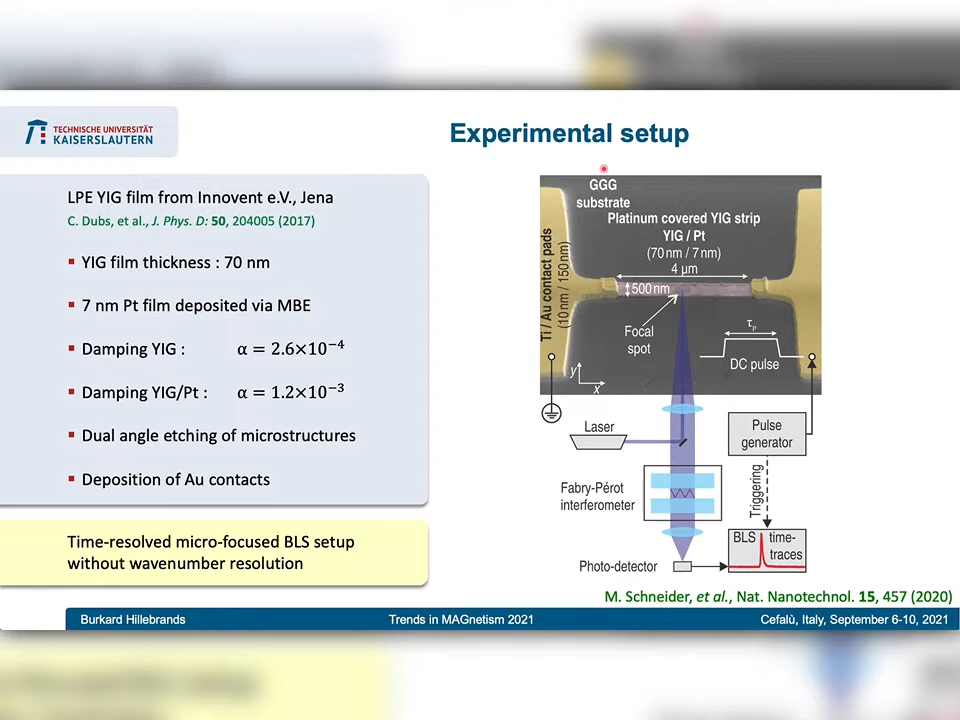 TECHNISCHE UNIVERSITÄT
KAISERSLAUTERN
Experimental setup
LPE YIG film from Innovent e.V., Jena
C. Dubs, et al., J. Phys. D: 50, 204005 (2017)
▪ YIG film thickness : 70 nm
▪ 7 nm Pt film deposited via MBE
▪ Damping YIG : α = 2.6×10⁻⁴
▪ Damping YIG/Pt : α = 1.2×10⁻³
▪ Dual angle etching of microstructures
▪ Deposition of Au contacts
Time-resolved micro-focused BLS setup
without wavenumber resolution
GGG
substrate
Platinum covered YIG strip
YIG / Pt
(70 nm / 7 nm)
4 µm
500 nm
Ti / Au contact pads
(10 nm / 150 nm)
Focal
spot
τp
DC pulse
y
x
Laser
Pulse
generator
Fabry-Pérot
interferometer
Triggering
BLS time-
traces
Photo-detector
M. Schneider, et al., Nat. Nanotechnol. 15, 457 (2020)
Burkard Hillebrands
Trends in MAGnetism 2021
Cefalù, Italy, September 6-10, 2021